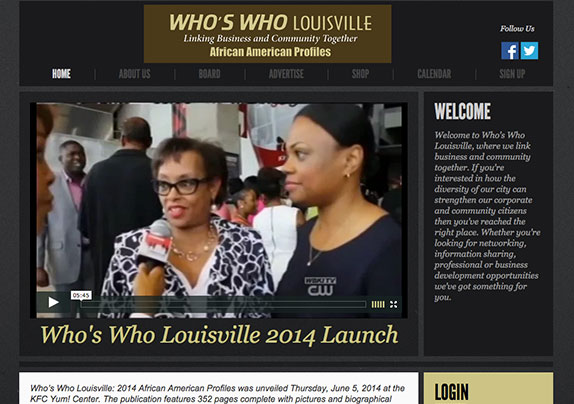 WHO'S WHO LOUISVILLE
Linking Business and Community Together
African American Profiles
Follow Us
HOME
ABOUT US
BOARD
ADVERTISE
SHOP
CALENDAR
SIGN UP
05:45
WBKI TV
CW
Who's Who Louisville 2014 Launch
WELCOME
Welcome to Who's Who
Louisville, where we link
business and community
together. If you're
interested in how the
diversity of our city can
strengthen our corporate
and community citizens
then you've reached the
right place. Whether you're
looking for networking,
information sharing,
professional or business
development opportunities
we've got something for
you.
Who's Who Louisville: 2014 African American Profiles was unveiled Thursday, June 5, 2014 at the
KFC Yum! Center. The publication features 352 pages complete with pictures and biographical
LOGIN